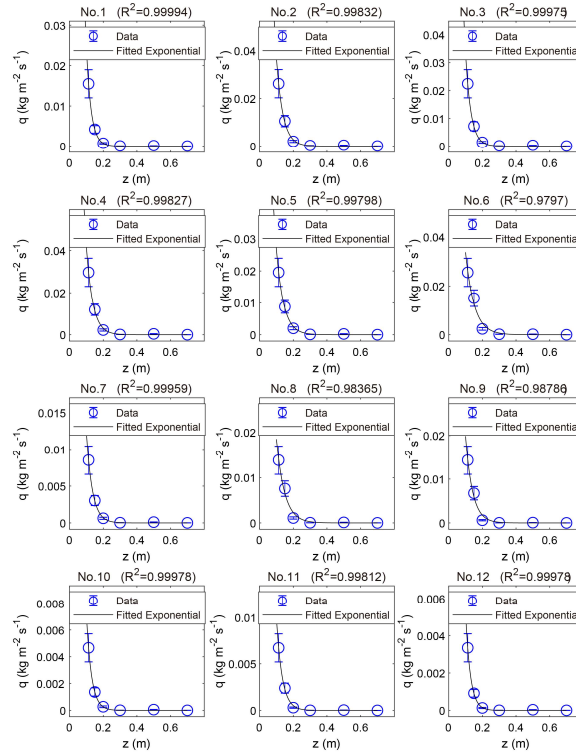 No.1 (R²=0.99994)
0.03
0.02
0.01
0
q (kg m⁻² s⁻¹)
Data
Fitted Exponential
0 0.2 0.4 0.6
z (m)
No.2 (R²=0.99832)
0.04
0.02
0
q (kg m⁻² s⁻¹)
Data
Fitted Exponential
0 0.2 0.4 0.6
z (m)
No.3 (R²=0.99975)
0.04
0.02
0
q (kg m⁻² s⁻¹)
Data
Fitted Exponential
0 0.2 0.4 0.6
z (m)
No.4 (R²=0.99827)
0.04
0.02
0
q (kg m⁻² s⁻¹)
Data
Fitted Exponential
0 0.2 0.4 0.6
z (m)
No.5 (R²=0.99798)
0.03
0.02
0.01
0
q (kg m⁻² s⁻¹)
Data
Fitted Exponential
0 0.2 0.4 0.6
z (m)
No.6 (R²=0.9797)
0.04
0.02
0
q (kg m⁻² s⁻¹)
Data
Fitted Exponential
0 0.2 0.4 0.6
z (m)
No.7 (R²=0.99959)
0.015
0.01
0.005
0
q (kg m⁻² s⁻¹)
Data
Fitted Exponential
0 0.2 0.4 0.6
z (m)
No.8 (R²=0.98365)
0.02
0.01
0
q (kg m⁻² s⁻¹)
Data
Fitted Exponential
0 0.2 0.4 0.6
z (m)
No.9 (R²=0.98786)
0.02
0.01
0
q (kg m⁻² s⁻¹)
Data
Fitted Exponential
0 0.2 0.4 0.6
z (m)
No.10 (R²=0.99978)
0.008
0.006
0.004
0.002
0
q (kg m⁻² s⁻¹)
Data
Fitted Exponential
0 0.2 0.4 0.6
z (m)
No.11 (R²=0.99812)
0.01
0.005
0
q (kg m⁻² s⁻¹)
Data
Fitted Exponential
0 0.2 0.4 0.6
z (m)
No.12 (R²=0.99978)
0.006
0.004
0.002
0
q (kg m⁻² s⁻¹)
Data
Fitted Exponential
0 0.2 0.4 0.6
z (m)